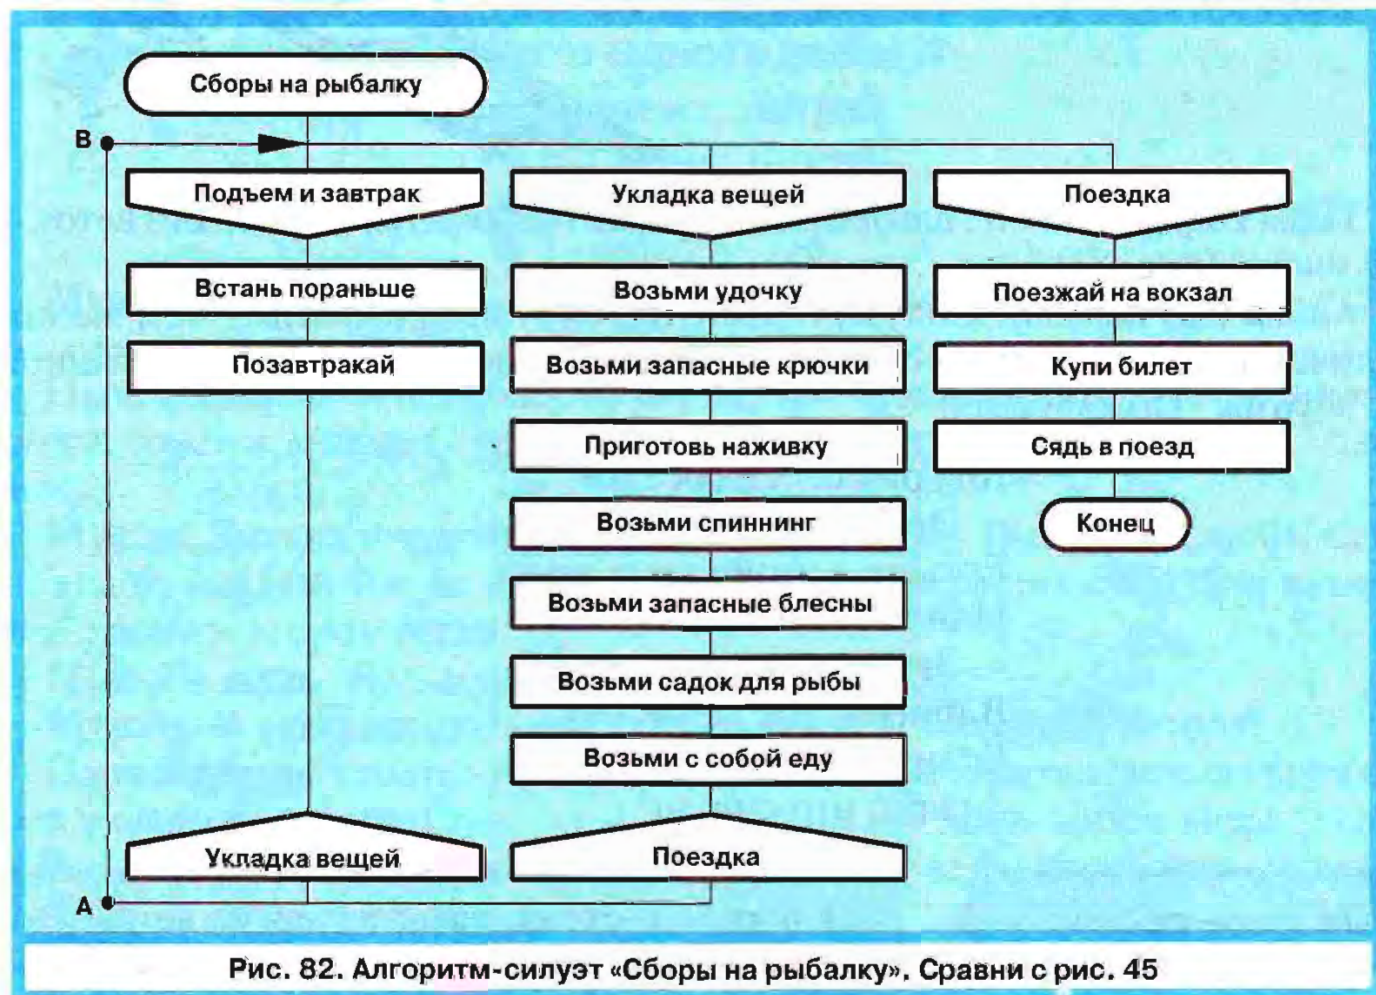 Сборы на рыбалку
В
Подъем и завтрак
Встань пораньше
Позавтракай
Укладка вещей
А
Укладка вещей
Возьми удочку
Возьми запасные крючки
Приготовь наживку
Возьми спиннинг
Возьми запасные блесны
Возьми садок для рыбы
Возьми с собой еду
Поездка
Поездка
Поезжай на вокзал
Купи билет
Сядь в поезд
Конец
Рис. 82. Алгоритм-силуэт «Сборы на рыбалку». Сравни с рис. 45